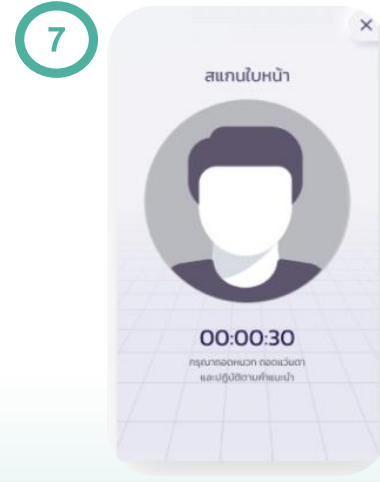 7
สแกนใบหน้า
00:00:30
กรุณาถอดหมวก ถอดแว่นตา
และปฏิบัติตามคำแนะนำ